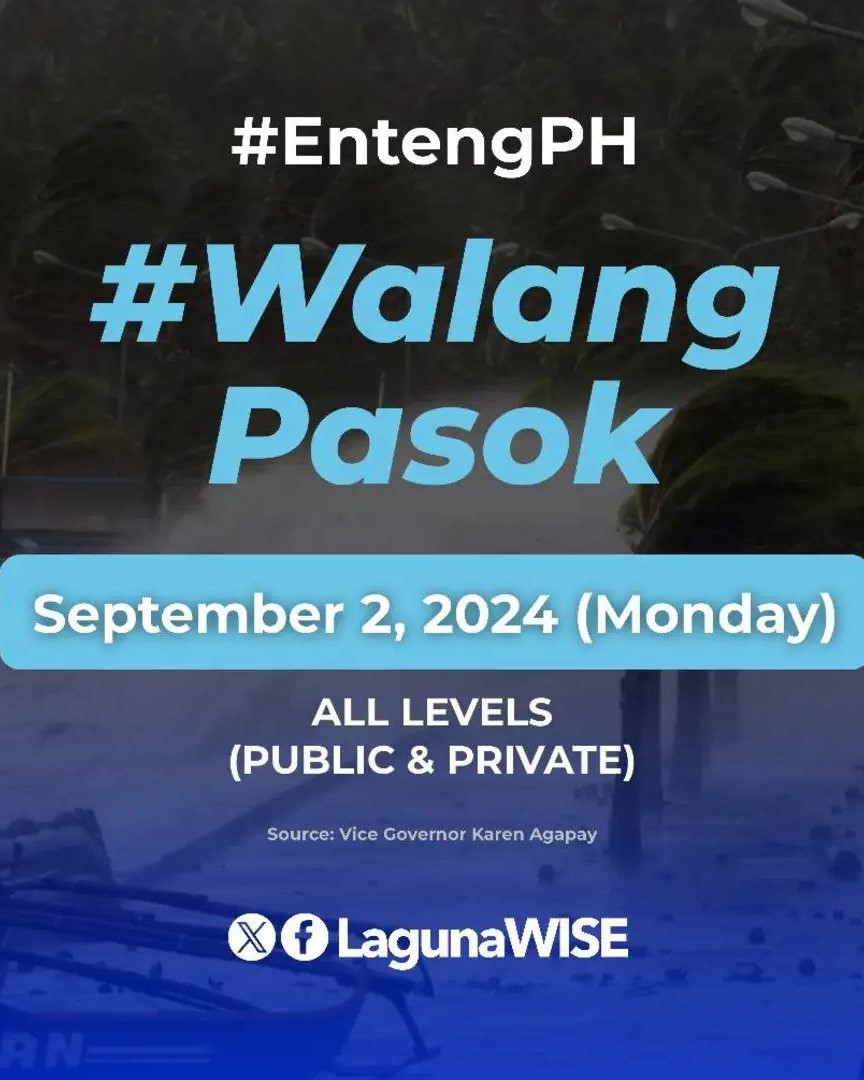 #EntengPH
#Walang
Pasok
September 2, 2024 (Monday)
ALL LEVELS
(PUBLIC & PRIVATE)
Source: Vice Governor Karen Agapay
LagunaWISE